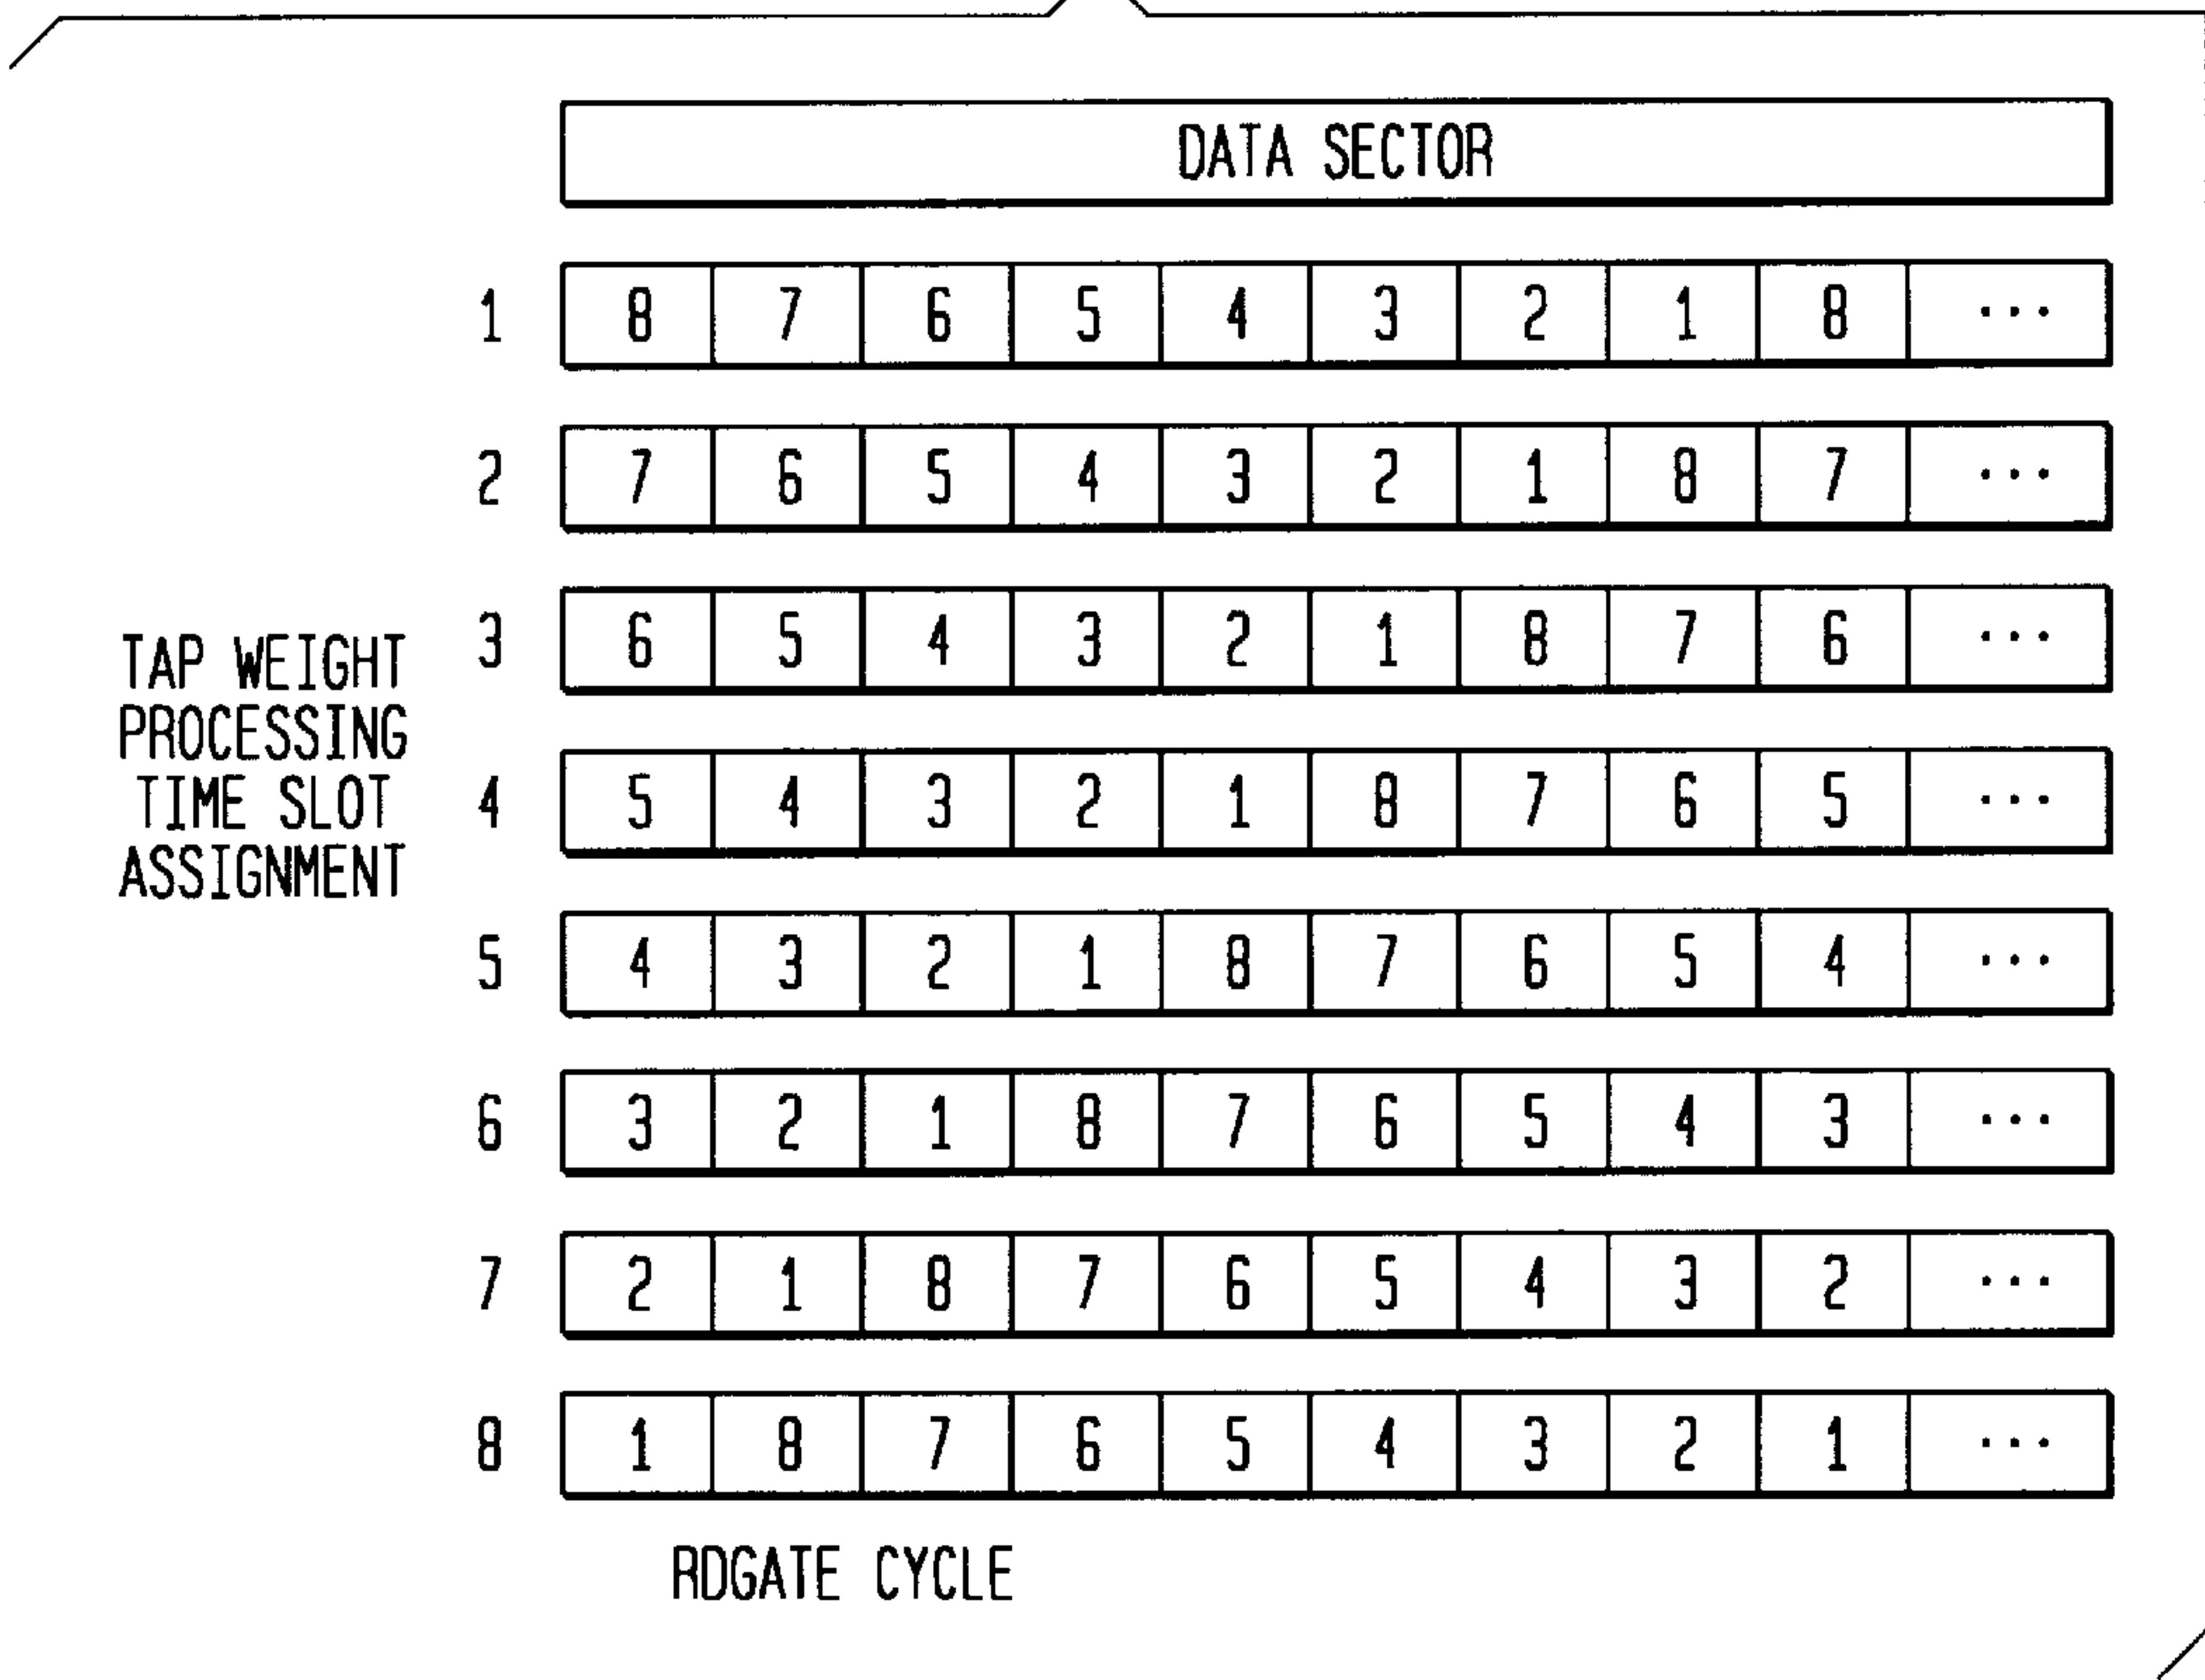 DATA SECTOR
1 8 7 6 5 4 3 2 1 8 ...
2 7 6 5 4 3 2 1 8 7 ...
3 6 5 4 3 2 1 8 7 6 ...
4 5 4 3 2 1 8 7 6 5 ...
5 4 3 2 1 8 7 6 5 4 ...
6 3 2 1 8 7 6 5 4 3 ...
7 2 1 8 7 6 5 4 3 2 ...
8 1 8 7 6 5 4 3 2 1 ...
TAP WEIGHT
PROCESSING
TIME SLOT
ASSIGNMENT
RDGATE CYCLE